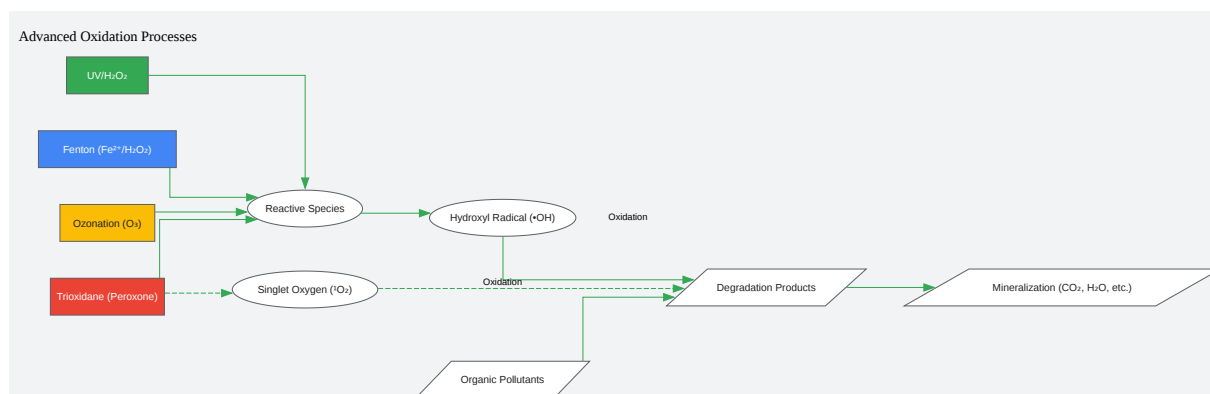 Advanced Oxidation Processes
UV/H₂O₂
Fenton (Fe²⁺/H₂O₂)
Reactive Species
Hydroxyl Radical (•OH)
Oxidation
Ozonation (O₃)
Trioxidane (Peroxone)
Singlet Oxygen (¹O₂)
Oxidation
Degradation Products
Mineralization (CO₂, H₂O, etc.)
Organic Pollutants